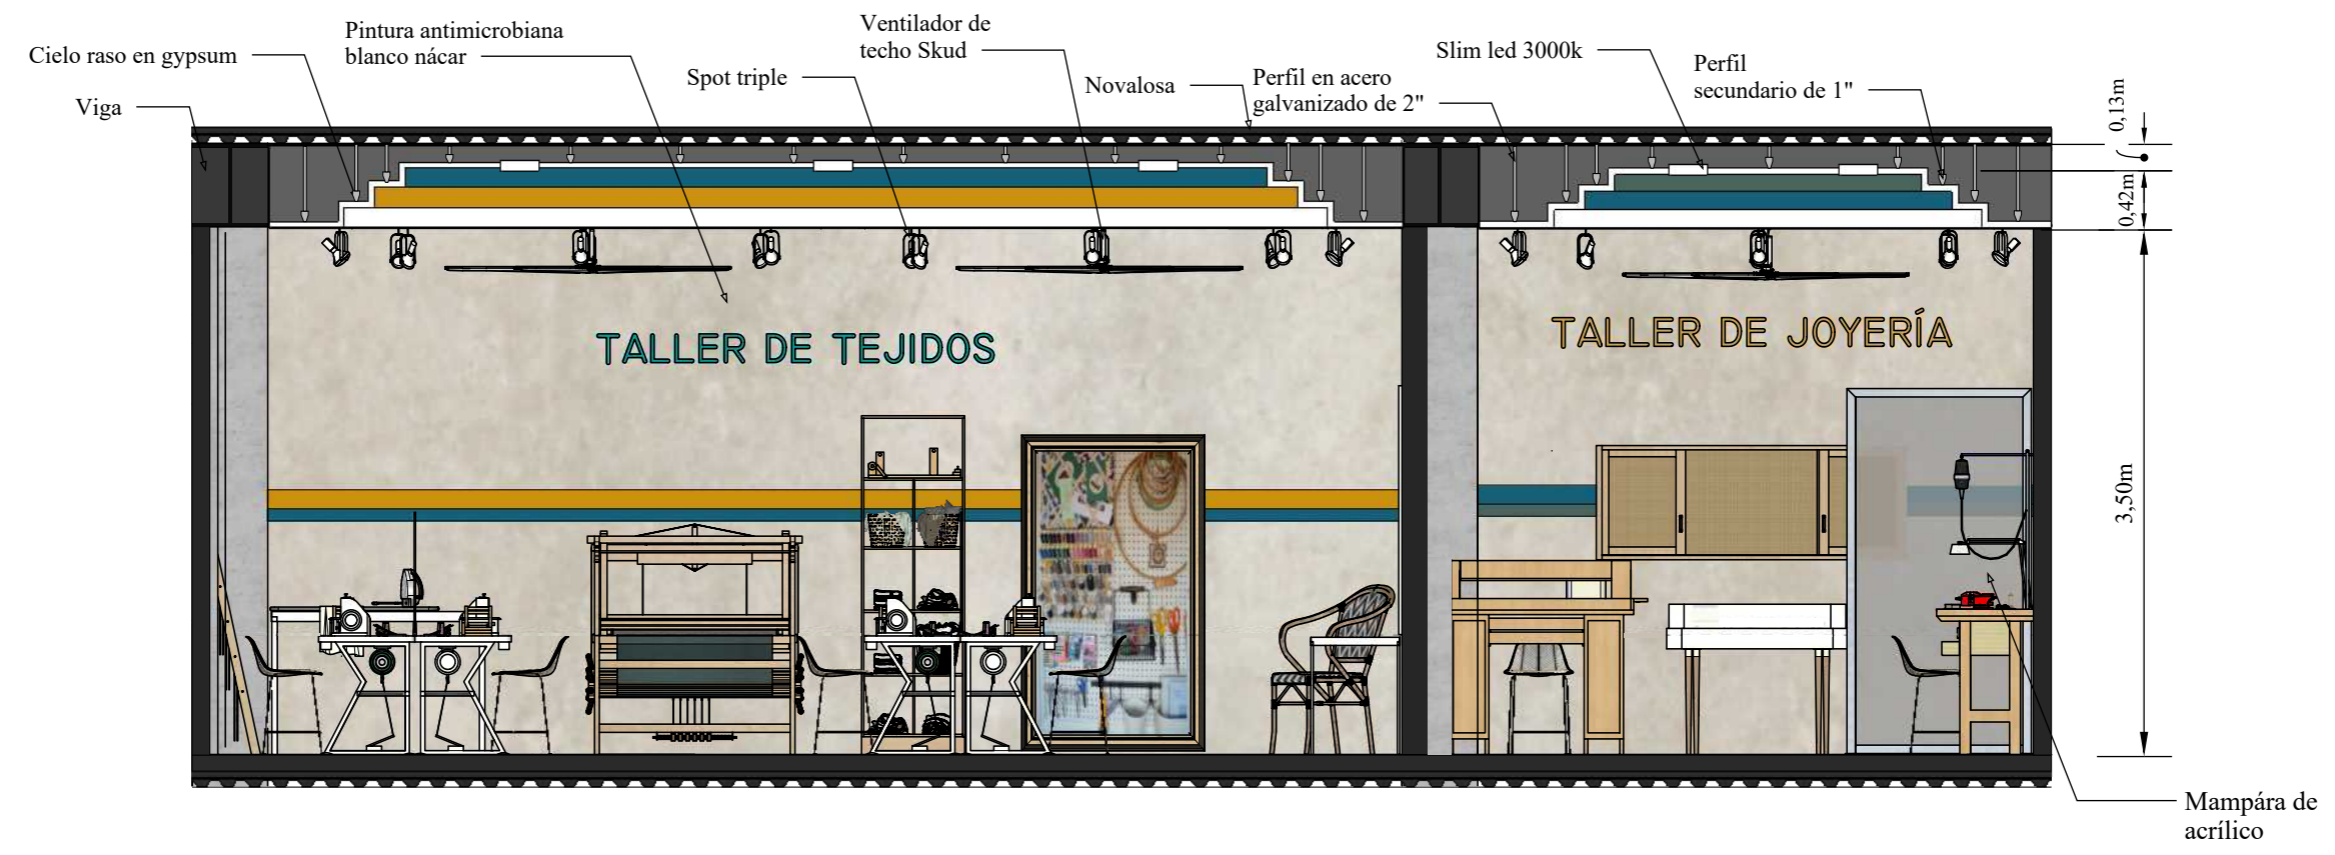 Cielo raso en gypsum
Viga
Pintura antimicrobiana
blanco nácar
Spot triple
Ventilador de
techo Skud
Novalosa
Perfil en acero
galvanizado de 2"
Slim led 3000k
Perfil
secundario de 1"
0,13m
0,42m
3,50m
TALLER DE TEJIDOS
TALLER DE JOYERÍA
Mampára de
acrílico